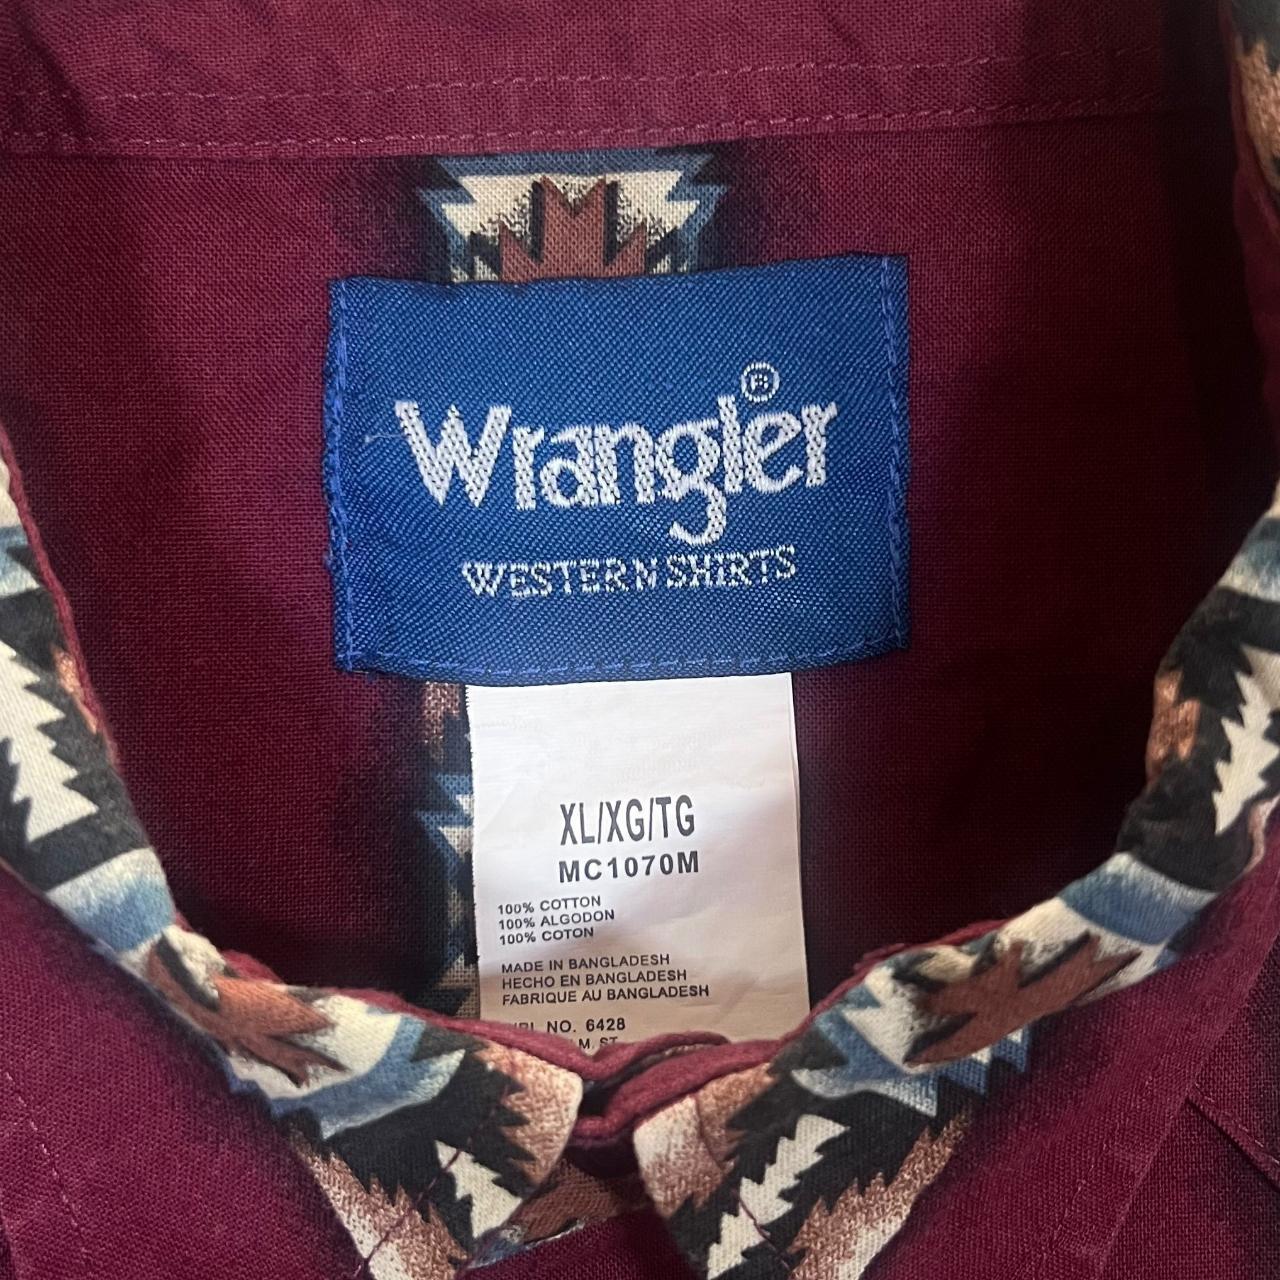 Wrangler®
WESTERN SHIRTS
XL/XG/TG
MC1070M
100% COTTON
100% ALGODON
100% COTON
MADE IN BANGLADESH
HECHO EN BANGLADESH
FABRIQUE AU BANGLADESH
NO. 6428
M. ST